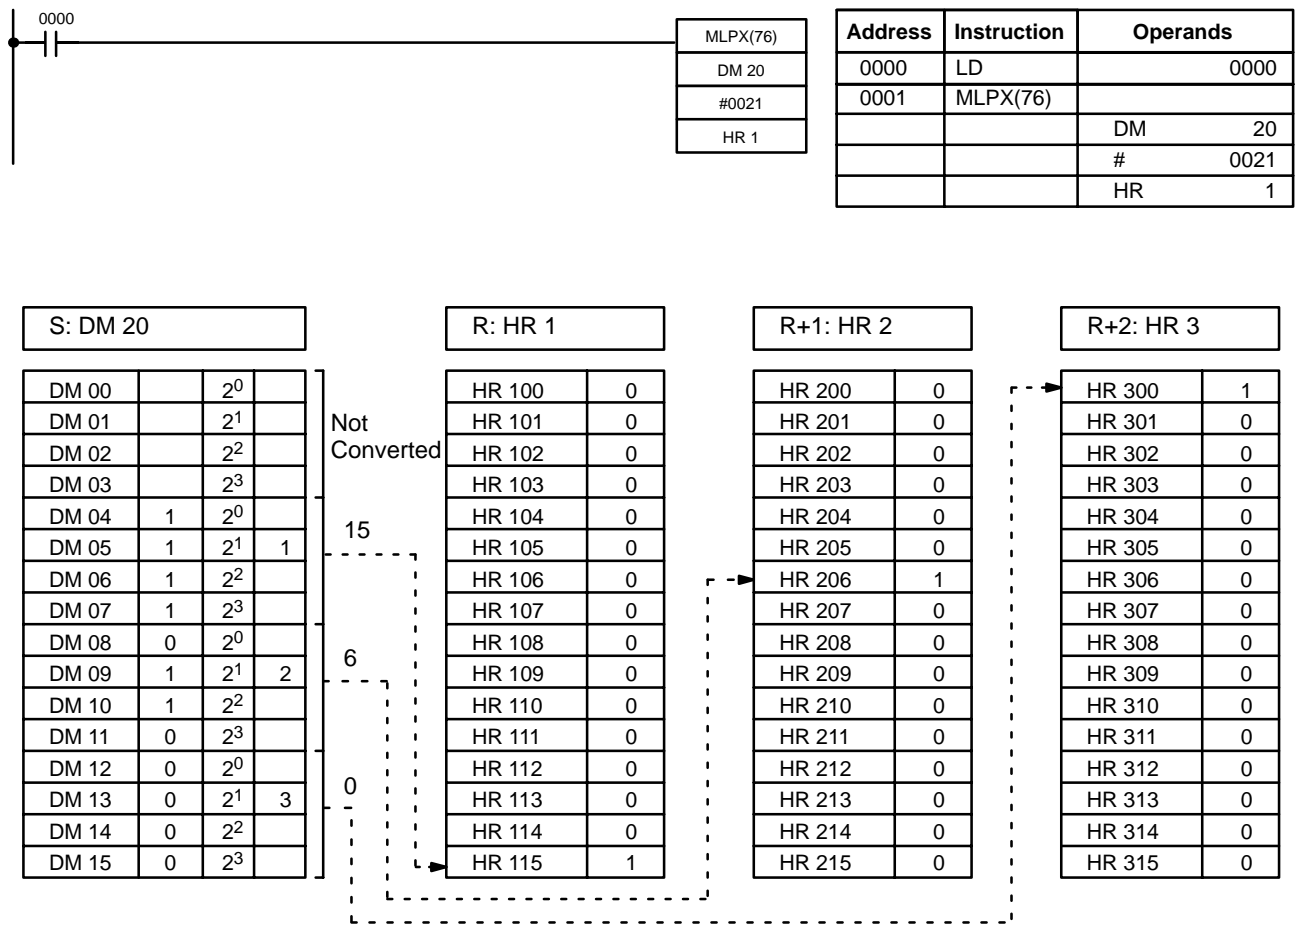 0000
MLPX(76)
DM 20
#0021
HR 1
Address Instruction Operands
0000 LD 0000
0001 MLPX(76)
DM 20
# 0021
HR 1
S: DM 20 R: HR 1 R+1: HR 2 R+2: HR 3
DM 00 2⁰ HR 100 0 HR 200 0 HR 300 1
DM 01 2¹ Not HR 101 0 HR 201 0 HR 301 0
DM 02 2² Converted HR 102 0 HR 202 0 HR 302 0
DM 03 2³ HR 103 0 HR 203 0 HR 303 0
DM 04 1 2⁰ 15 HR 104 0 HR 204 0 HR 304 0
DM 05 1 2¹ 1 HR 105 0 HR 205 0 HR 305 0
DM 06 1 2² HR 106 0 HR 206 1 HR 306 0
DM 07 1 2³ HR 107 0 HR 207 0 HR 307 0
DM 08 0 2⁰ HR 108 0 HR 208 0 HR 308 0
DM 09 1 2¹ 2 6 HR 109 0 HR 209 0 HR 309 0
DM 10 1 2² HR 110 0 HR 210 0 HR 310 0
DM 11 0 2³ HR 111 0 HR 211 0 HR 311 0
DM 12 0 2⁰ HR 112 0 HR 212 0 HR 312 0
DM 13 0 2¹ 3 0 HR 113 0 HR 213 0 HR 313 0
DM 14 0 2² HR 114 0 HR 214 0 HR 314 0
DM 15 0 2³ HR 115 1 HR 215 0 HR 315 0